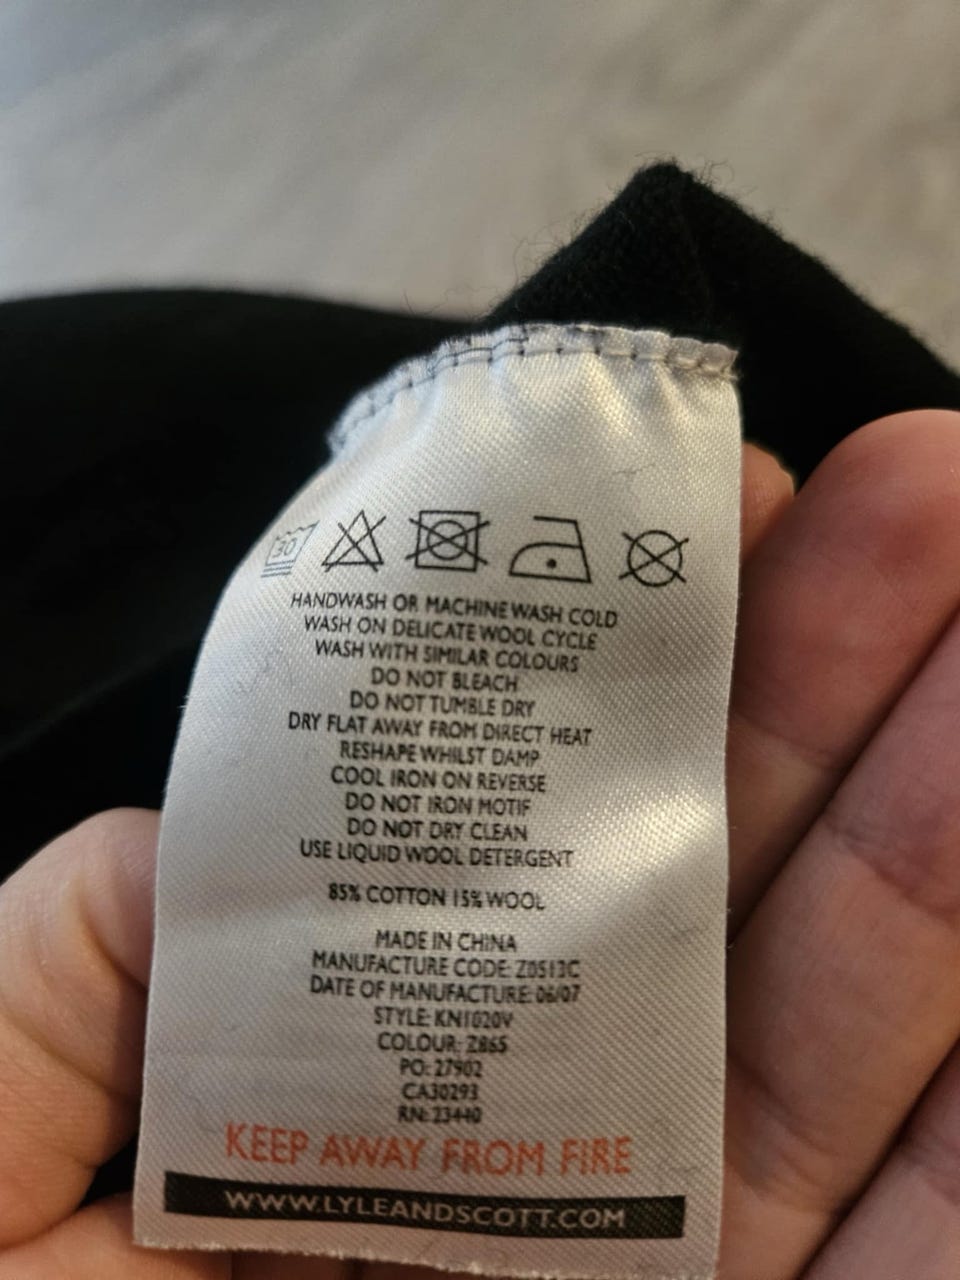 30
HANDWASH OR MACHINE WASH COLD
WASH ON DELICATE WOOL CYCLE
WASH WITH SIMILAR COLOURS
DO NOT BLEACH
DO NOT TUMBLE DRY
DRY FLAT AWAY FROM DIRECT HEAT
RESHAPE WHILST DAMP
COOL IRON ON REVERSE
DO NOT IRON MOTIF
DO NOT DRY CLEAN
USE LIQUID WOOL DETERGENT
85% COTTON 15% WOOL
MADE IN CHINA
MANUFACTURE CODE: Z0513C
DATE OF MANUFACTURE: 06/07
STYLE: KN1020V
COLOUR: Z865
PO: 27902
CA30293
RN: 23440
KEEP AWAY FROM FIRE
WWW.LYLEANDSCOTT.COM